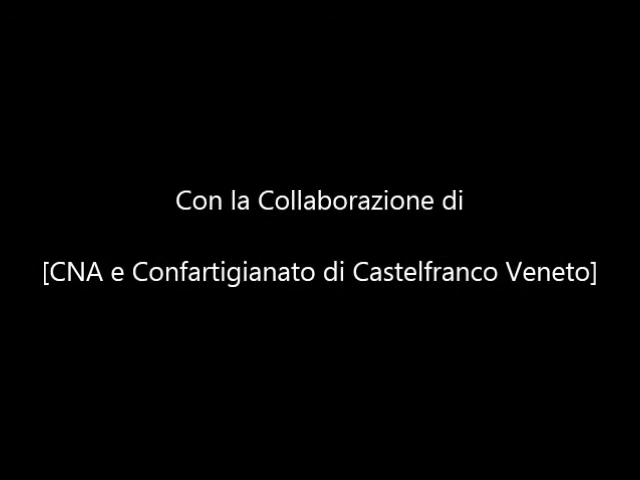 Con la Collaborazione di
[CNA e Confartigianato di Castelfranco Veneto]